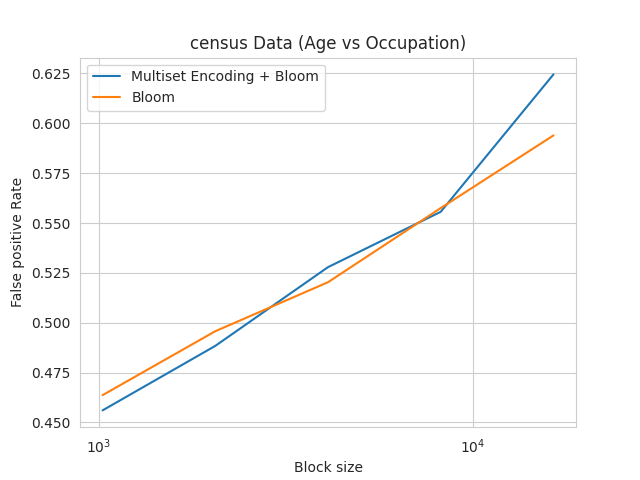 census Data (Age vs Occupation)
Multiset Encoding + Bloom
Bloom
0.625
0.600
0.575
0.550
0.525
0.500
0.475
0.450
False positive Rate
10³
10⁴
Block size